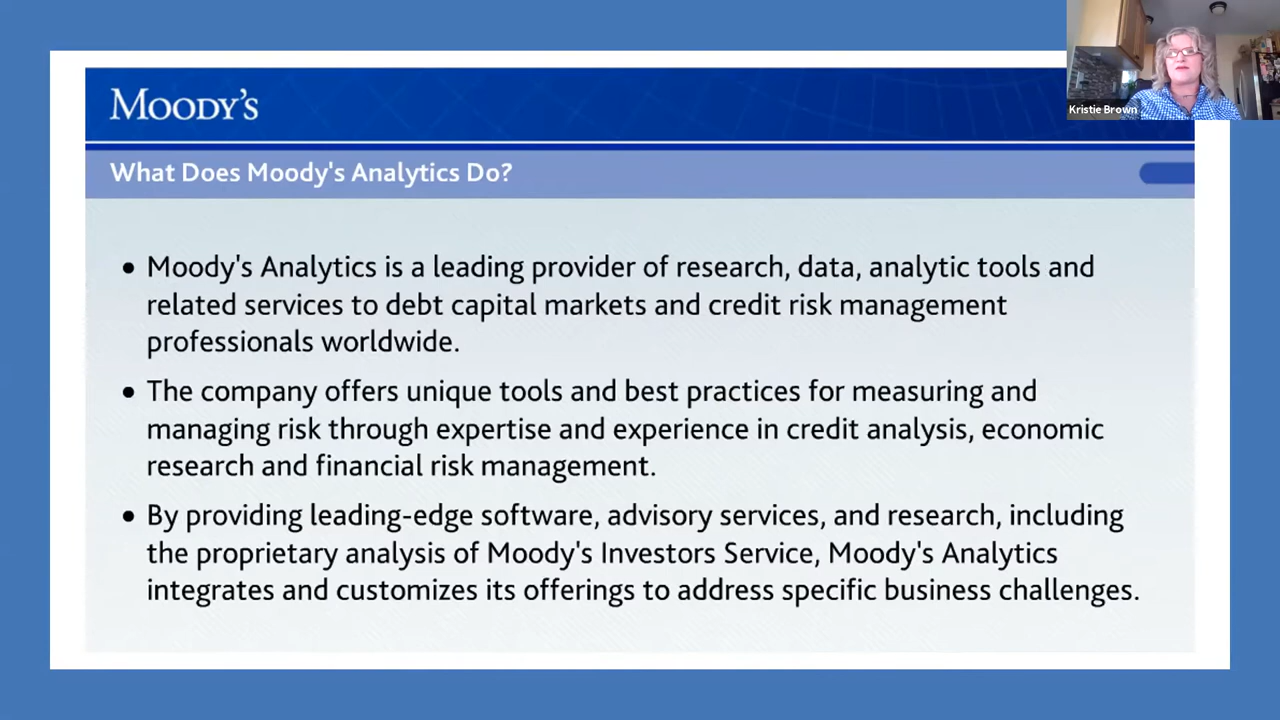 MOODY'S
Kristie Brown
What Does Moody's Analytics Do?
• Moody's Analytics is a leading provider of research, data, analytic tools and
related services to debt capital markets and credit risk management
professionals worldwide.
• The company offers unique tools and best practices for measuring and
managing risk through expertise and experience in credit analysis, economic
research and financial risk management.
• By providing leading-edge software, advisory services, and research, including
the proprietary analysis of Moody's Investors Service, Moody's Analytics
integrates and customizes its offerings to address specific business challenges.